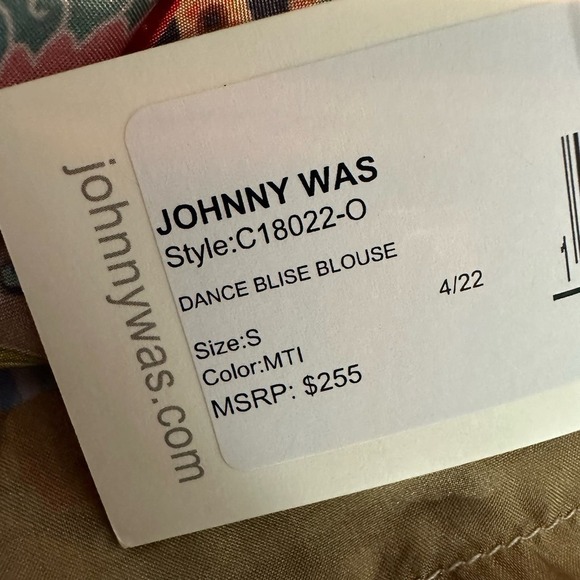 johnnywas.com
JOHNNY WAS
Style:C18022-O
DANCE BLISE BLOUSE
4/22
Size:S
Color:MTI
MSRP: $255